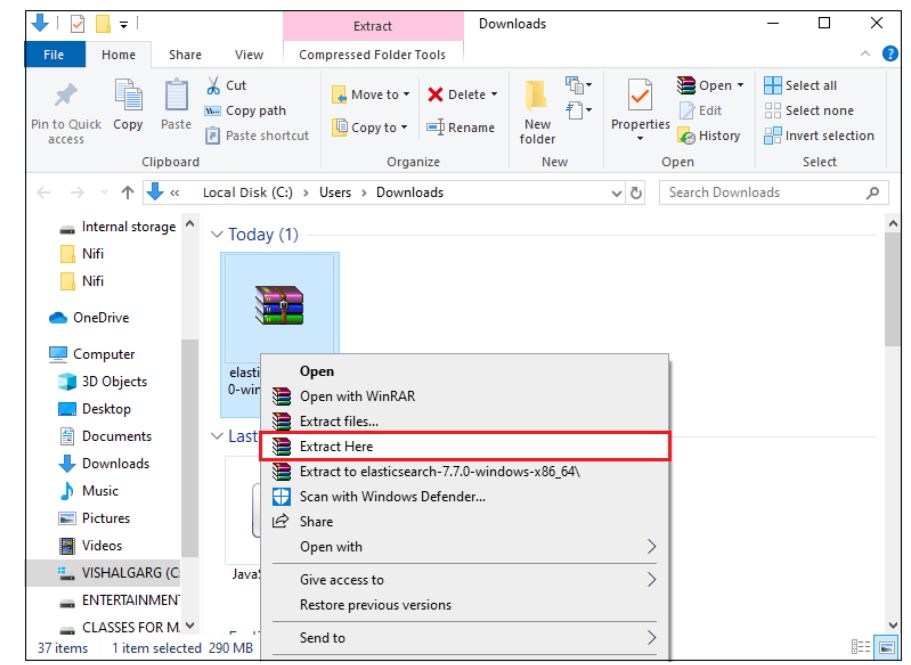 Extract
Downloads
File
Home
Share
View
Compressed Folder Tools
Pin to Quick access
Copy
Paste
Cut
Copy path
Paste shortcut
Clipboard
Move to
Copy to
Delete
Rename
Organize
New folder
New
Properties
Open
Edit
History
Open
Select all
Select none
Invert selection
Select
« Local Disk (C:) > Users > Downloads
Search Downloads
Internal storage
Nifi
Nifi
OneDrive
Computer
3D Objects
Desktop
Documents
Downloads
Music
Pictures
Videos
VISHALGARG (C:
ENTERTAINMEN
CLASSES FOR M
Today (1)
elasti
0-win
Last
JavaS
Open
Open with WinRAR
Extract files...
Extract Here
Extract to elasticsearch-7.7.0-windows-x86_64\
Scan with Windows Defender...
Share
Open with
Give access to
Restore previous versions
Send to
37 items
1 item selected 290 MB